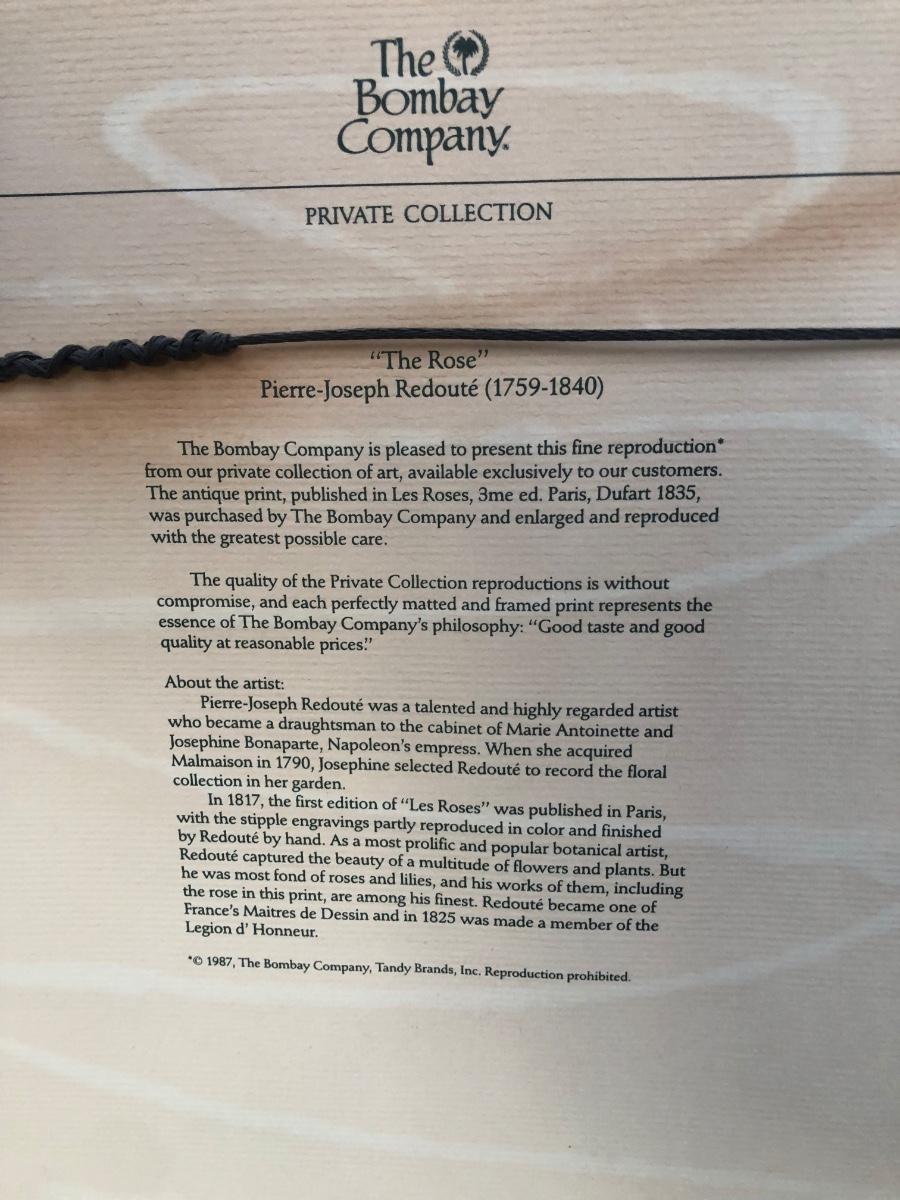 The
Bombay
Company.
PRIVATE COLLECTION
“The Rose”
Pierre-Joseph Redouté (1759-1840)
The Bombay Company is pleased to present this fine reproduction*
from our private collection of art, available exclusively to our customers.
The antique print, published in Les Roses, 3me ed. Paris, Dufart 1835,
was purchased by The Bombay Company and enlarged and reproduced
with the greatest possible care.
The quality of the Private Collection reproductions is without
compromise, and each perfectly matted and framed print represents the
essence of The Bombay Company’s philosophy: “Good taste and good
quality at reasonable prices.”
About the artist:
Pierre-Joseph Redouté was a talented and highly regarded artist
who became a draughtsman to the cabinet of Marie Antoinette and
Josephine Bonaparte, Napoleon’s empress. When she acquired
Malmaison in 1790, Josephine selected Redouté to record the floral
collection in her garden.
In 1817, the first edition of “Les Roses” was published in Paris,
with the stipple engravings partly reproduced in color and finished
by Redouté by hand. As a most prolific and popular botanical artist,
Redouté captured the beauty of a multitude of flowers and plants. But
he was most fond of roses and lilies, and his works of them, including
the rose in this print, are among his finest. Redouté became one of
France’s Maitres de Dessin and in 1825 was made a member of the
Legion d’ Honneur.
*© 1987, The Bombay Company, Tandy Brands, Inc. Reproduction prohibited.